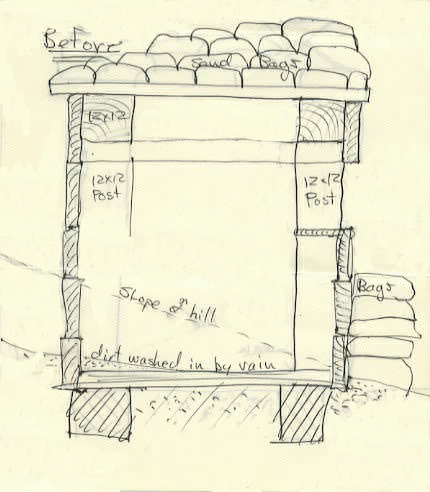 Before
Sand Bags
12x12
12x12
Post
12x12
Post
Bags
Slope of hill
dirt washed in by rain